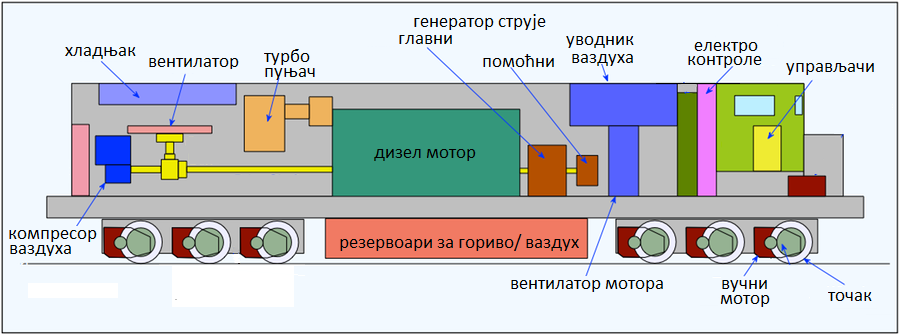 хладњак
вентилатор
турбо
пуњач
генератор струје
главни
помоћни
уводник
ваздуха
електро
контроле
управљачи
дизел мотор
компресор
ваздуха
резервоари за гориво/ ваздух
вентилатор мотора
вучни
мотор
точак